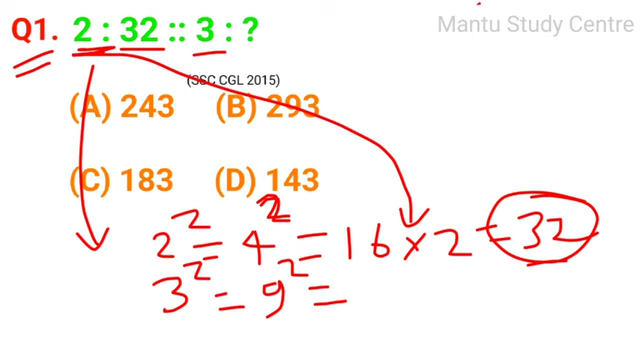 Mantu Study Centre
Q1. 2 : 32 :: 3 : ?
(SSC CGL 2015)
(A) 243 (B) 293
(C) 183 (D) 143
2² = 4² = 16 × 2 = 32
3² = 9² =